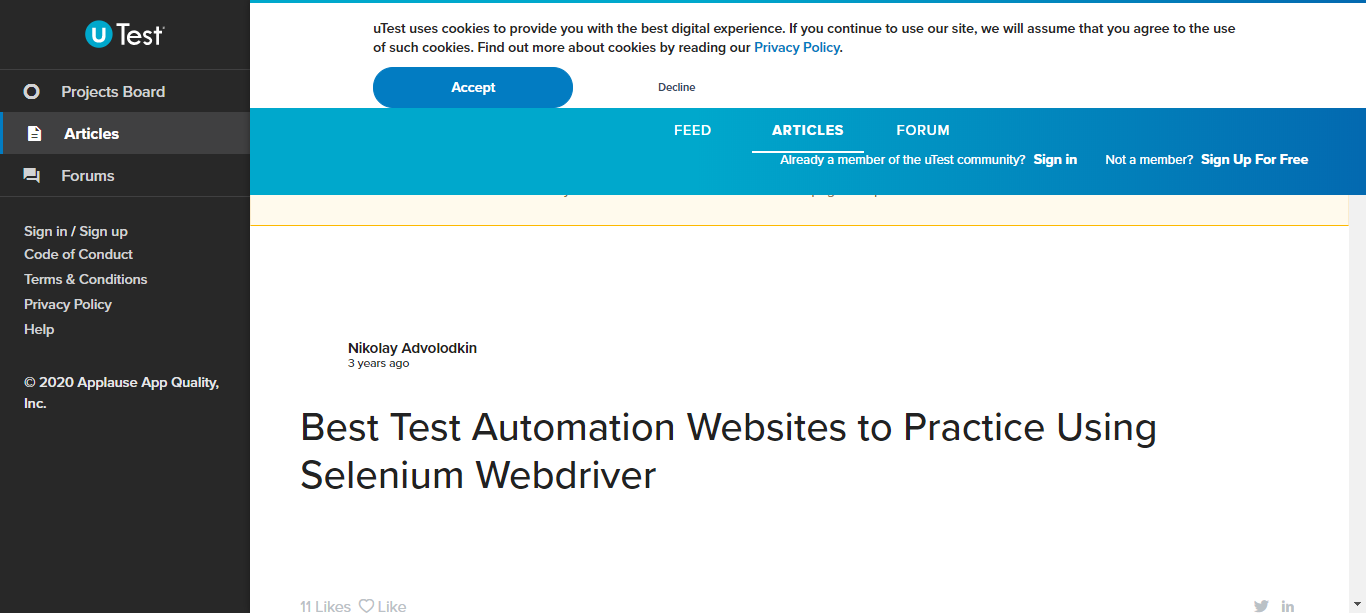 uTest
Projects Board
Articles
Forums
Sign in / Sign up
Code of Conduct
Terms & Conditions
Privacy Policy
Help
© 2020 Applause App Quality,
Inc.
uTest uses cookies to provide you with the best digital experience. If you continue to use our site, we will assume that you agree to the use
of such cookies. Find out more about cookies by reading our Privacy Policy.
Accept Decline
FEED ARTICLES FORUM
Already a member of the uTest community? Sign in Not a member? Sign Up For Free
Nikolay Advolodkin
3 years ago
Best Test Automation Websites to Practice Using
Selenium Webdriver
11 Likes Like